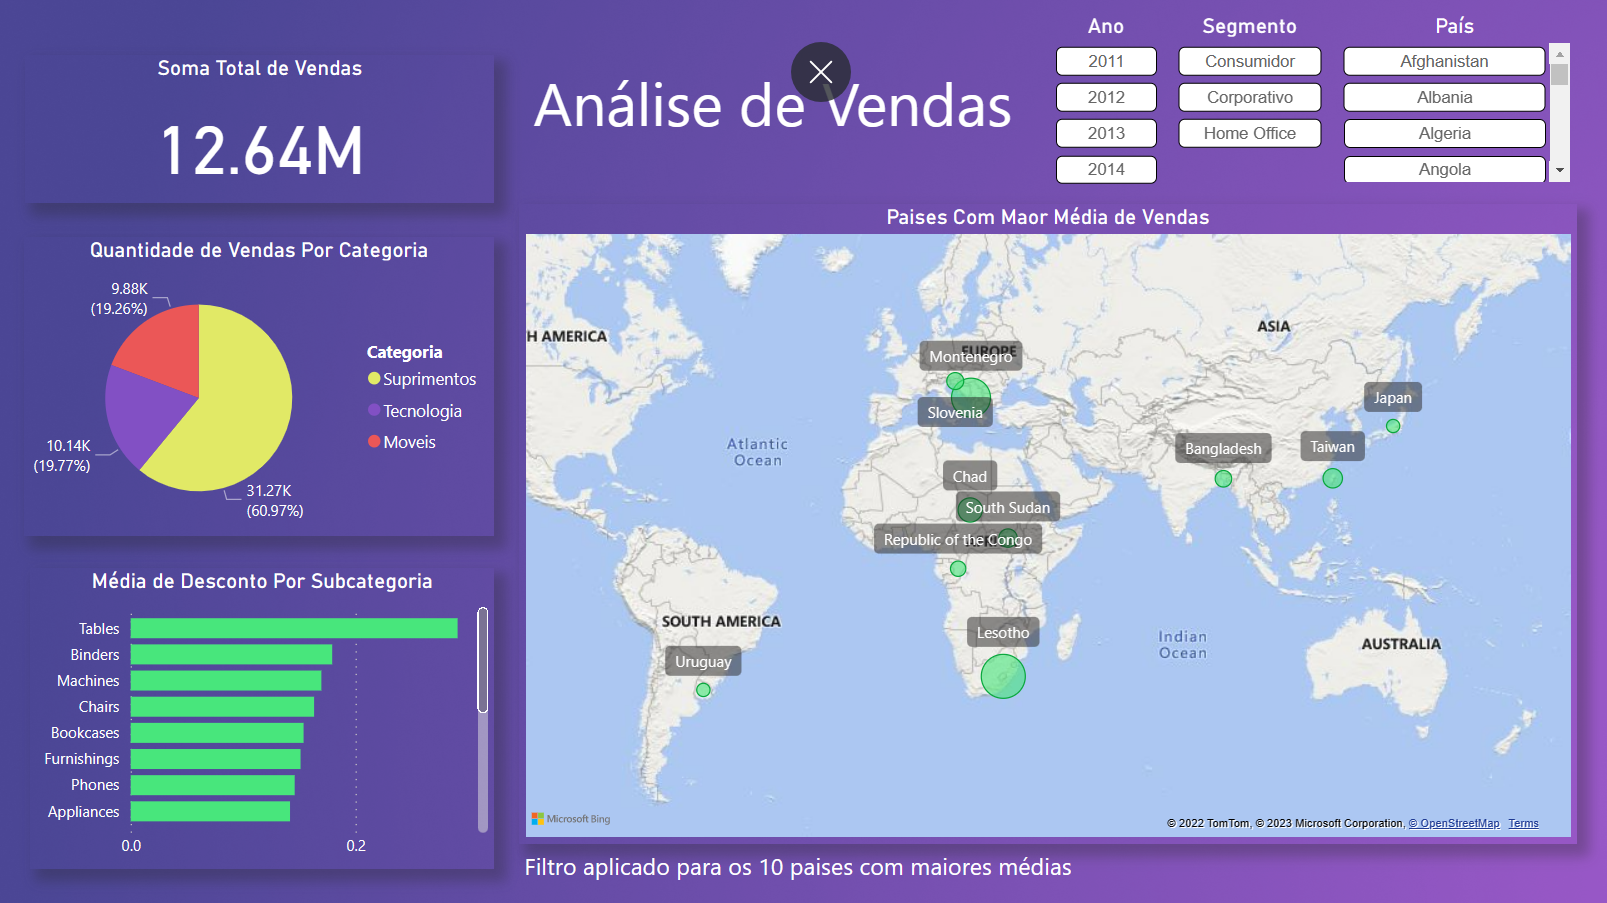 Soma Total de Vendas
12.64M
Análise de Vendas
Ano
2011
2012
2013
2014
Segmento
Consumidor
Corporativo
Home Office
País
Afghanistan
Albania
Algeria
Angola
Quantidade de Vendas Por Categoria
9.88K
(19.26%)
10.14K
(19.77%)
31.27K
(60.97%)
Categoria
Suprimentos
Tecnologia
Moveis
Média de Desconto Por Subcategoria
Tables
Binders
Machines
Chairs
Bookcases
Furnishings
Phones
Appliances
0.0
0.2
Paises Com Maor Média de Vendas
H AMERICA
EUROPE
ASIA
Montenegro
Slovenia
Japan
Atlantic
Ocean
Bangladesh
Taiwan
Chad
South Sudan
Republic of the Congo
SOUTH AMERICA
Lesotho
Uruguay
Indian
Ocean
AUSTRALIA
Microsoft Bing
© 2022 TomTom, © 2023 Microsoft Corporation, © OpenStreetMap Terms
Filtro aplicado para os 10 paises com maiores médias